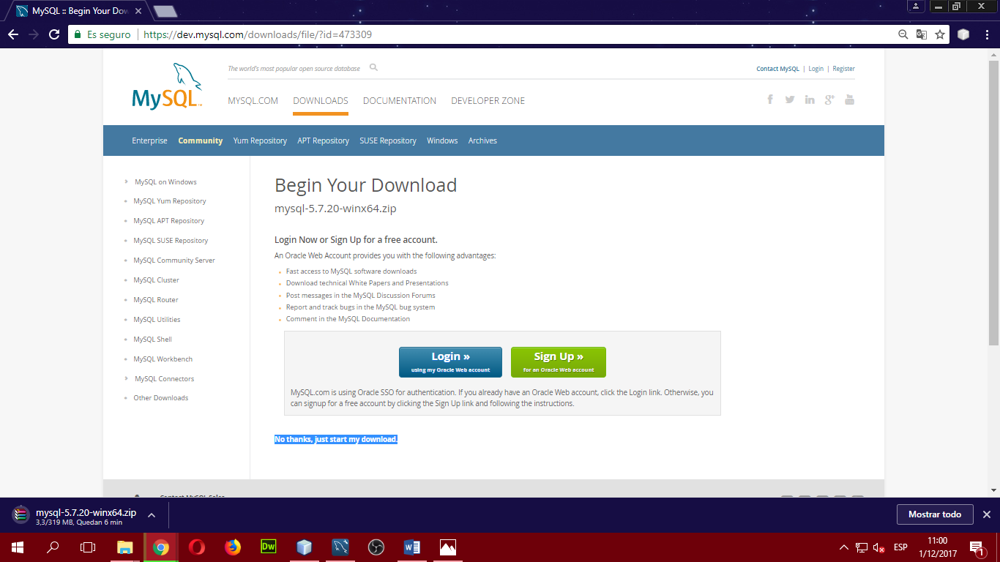 MySQL :: Begin Your Dow
Es seguro | https://dev.mysql.com/downloads/file/?id=473309
The world's most popular open source database
Contact MySQL | Login | Register
MySQL™
MYSQL.COM DOWNLOADS DOCUMENTATION DEVELOPER ZONE
Enterprise Community Yum Repository APT Repository SUSE Repository Windows Archives
MySQL on Windows
MySQL Yum Repository
MySQL APT Repository
MySQL SUSE Repository
MySQL Community Server
MySQL Cluster
MySQL Router
MySQL Utilities
MySQL Shell
MySQL Workbench
MySQL Connectors
Other Downloads
Begin Your Download
mysql-5.7.20-winx64.zip
Login Now or Sign Up for a free account.
An Oracle Web Account provides you with the following advantages:
Fast access to MySQL software downloads
Download technical White Papers and Presentations
Post messages in the MySQL Discussion Forums
Report and track bugs in the MySQL bug system
Comment in the MySQL Documentation
Login »
using my Oracle Web account
Sign Up »
for an Oracle Web account
MySQL.com is using Oracle SSO for authentication. If you already have an Oracle Web account, click the Login link. Otherwise, you
can signup for a free account by clicking the Sign Up link and following the instructions.
No thanks, just start my download.
Contact MySQL Sales
mysql-5.7.20-winx64.zip
3,3/319 MB, Quedan 6 min
Mostrar todo
Dw
ESP
11:00
1/12/2017
1